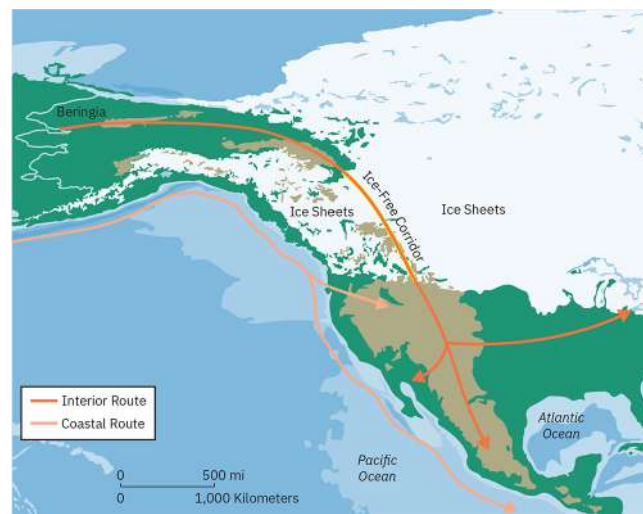 Beringia
Ice-Free Corridor
Ice Sheets
Ice Sheets
Interior Route
Coastal Route
Atlantic
Ocean
Pacific
Ocean
0 500 mi
0 1,000 Kilometers